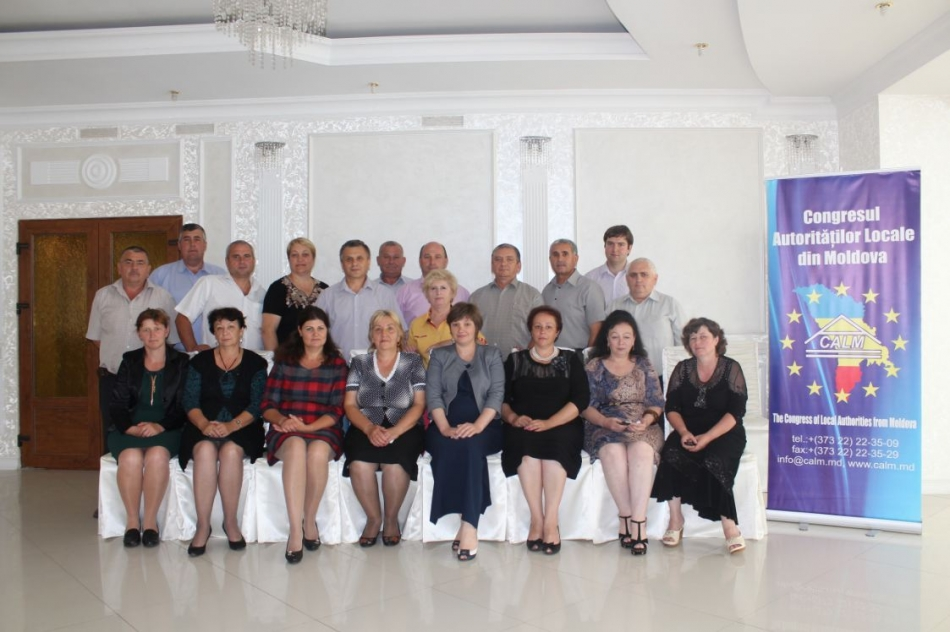 Congresul
Autorităților Locale
din Moldova
CALM
The Congress of Local Authorities from Moldova
tel.:+(373 22) 22-35-09
fax:+(373 22) 22-35-29
info@calm.md, www.calm.md